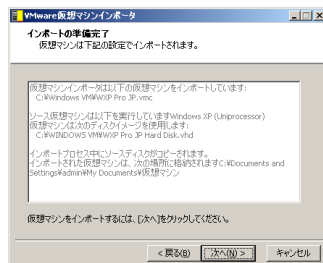 VMware仮想マシンインポータ
インポートの準備完了
仮想マシンは下記の設定でインポートされます。
仮想マシンインポータは以下の仮想マシンをインポートしています:
C:¥Windows VM¥WXP Pro JP.vmc
ソース仮想マシンは以下を実行していますWindows XP (Uniprocessor)
仮想マシンは次のディスクイメージを使用します:
C:¥WINDOWS VM¥WXP Pro JP Hard Disk.vhd
インポートプロセス中にソースディスクがコピーされます。
インポートされた仮想マシンは、次の場所に格納されますC:¥Documents and
Settings¥admin¥My Documents¥仮想マシン
仮想マシンをインポートするには、[次へ]をクリックしてください。
< 戻る(B)
次へ(N) >
キャンセル